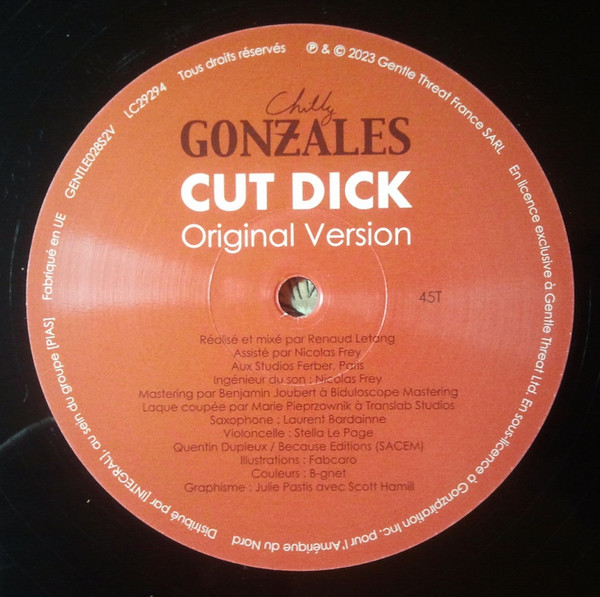 Chilly
GONZALES
CUT DICK
Original Version
45T
Réalisé et mixé par Renaud Letang
Assisté par Nicolas Frey
Aux Studios Ferber, Paris
Ingénieur du son : Nicolas Frey
Mastering par Benjamin Joubert à Biduloscope Mastering
Laque coupée par Marie Pieprzownik à Translab Studios
Saxophone : Laurent Bardainne
Violoncelle : Stella Le Page
Quentin Dupieux / Because Editions (SACEM)
Illustrations : Fabcaro
Couleurs : B-gnet
Graphisme : Julie Pastis avec Scott Hamill
Distribué par [INTEGRAL], au sein du groupe [PIAS] Fabriqué en UE GENTLE028S2V LC29294 Tous droits réservés ℗ & © 2023 Gentle Threat France SARL En licence exclusive à Gentle Threat Ltd. En sous-licence à Gonzpiration Inc. pour l'Amérique du Nord